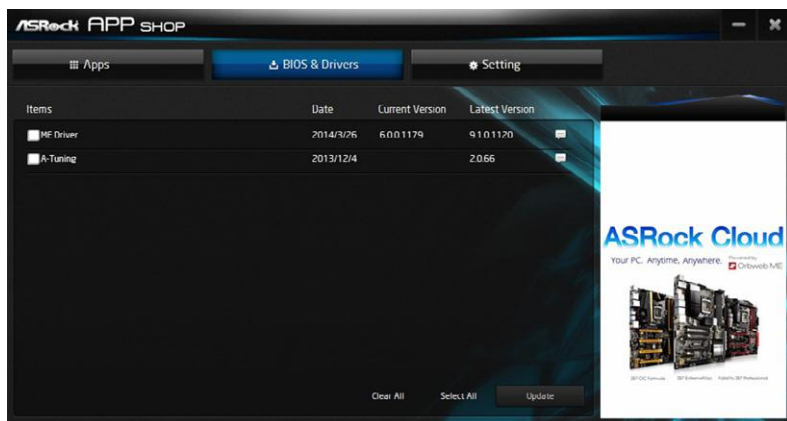 ASRock APP SHOP
Apps
BIOS & Drivers
Setting
Items Date Current Version Latest Version
ME Driver 2014/3/26 6.0.0.1179 9.1.0.1120
A-Tuning 2013/12/4 2.0.66
ASRock Cloud
Your PC. Anytime, Anywhere.
Powered by
Orbweb ME
Clear All Select All Update